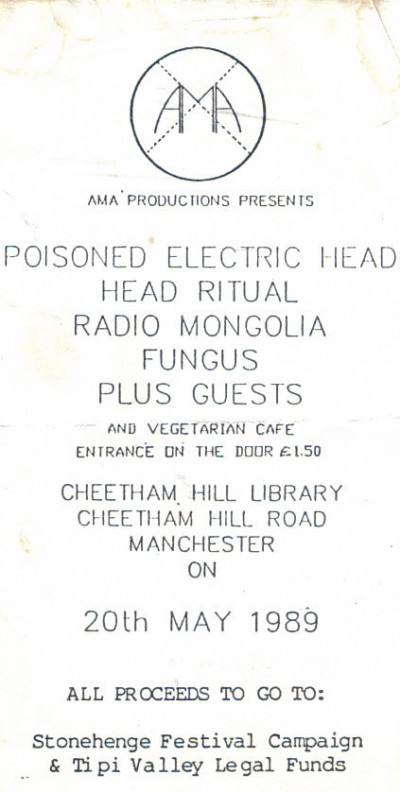 AMA
AMA PRODUCTIONS PRESENTS
POISONED ELECTRIC HEAD
HEAD RITUAL
RADIO MONGOLIA
FUNGUS
PLUS GUESTS
AND VEGETARIAN CAFE
ENTRANCE ON THE DOOR £1.50
CHEETHAM HILL LIBRARY
CHEETHAM HILL ROAD
MANCHESTER
ON
20th MAY 1989
ALL PROCEEDS TO GO TO:
Stonehenge Festival Campaign
& Tipi Valley Legal Funds